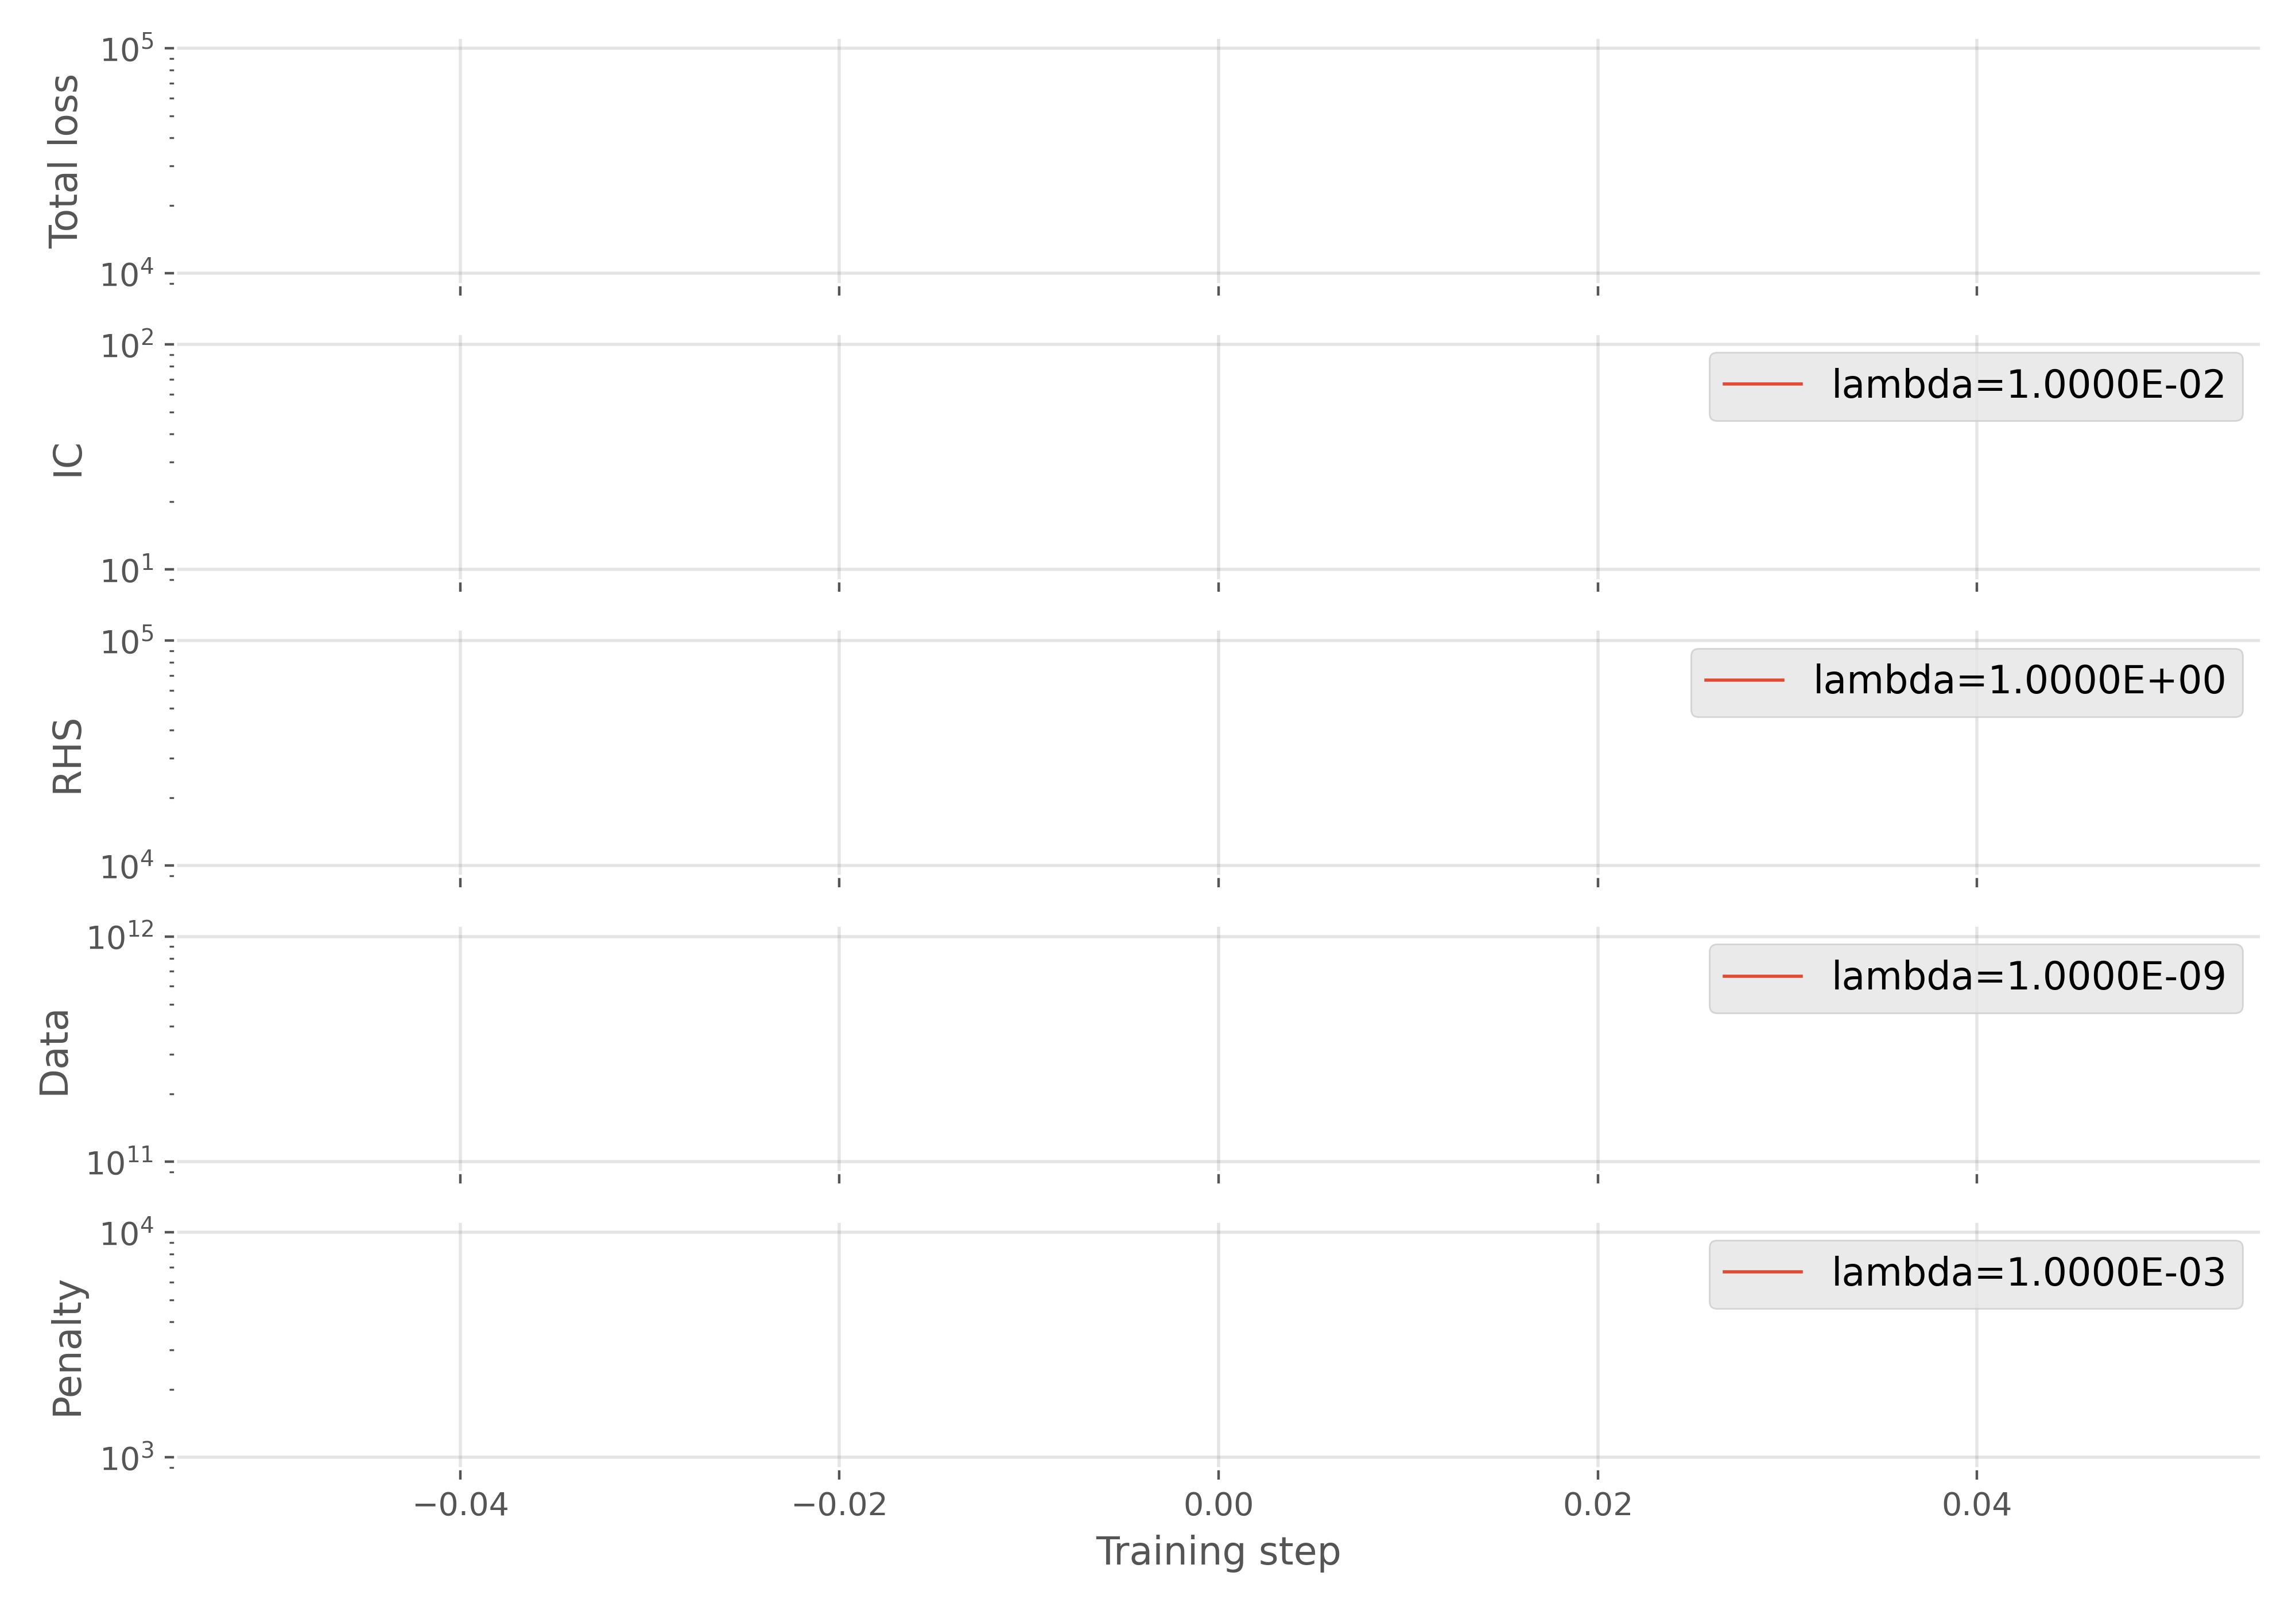 10^5
Total loss
10^4
10^2
lambda=1.0000E-02
IC
10^1
10^5
lambda=1.0000E+00
RHS
10^4
10^12
lambda=1.0000E-09
Data
10^11
10^4
lambda=1.0000E-03
Penalty
10^3
−0.04 −0.02 0.00 0.02 0.04
Training step